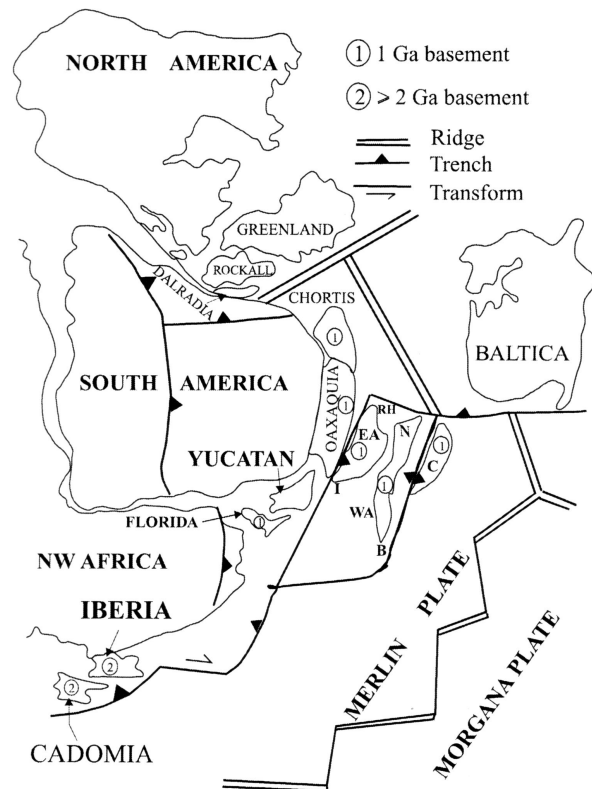 NORTH AMERICA
① 1 Ga basement
② ⩾ 2 Ga basement
Ridge
Trench
Transform
GREENLAND
ROCKALL
DALRADIA
CHORTIS
BALTICA
①
SOUTH AMERICA
OAXAQUIA
①
RH
EA
①
N
①
C
YUCATAN
I
①
WA
B
FLORIDA
①
NW AFRICA
IBERIA
②
②
CADOMIA
MERLIN PLATE
MORGANA PLATE